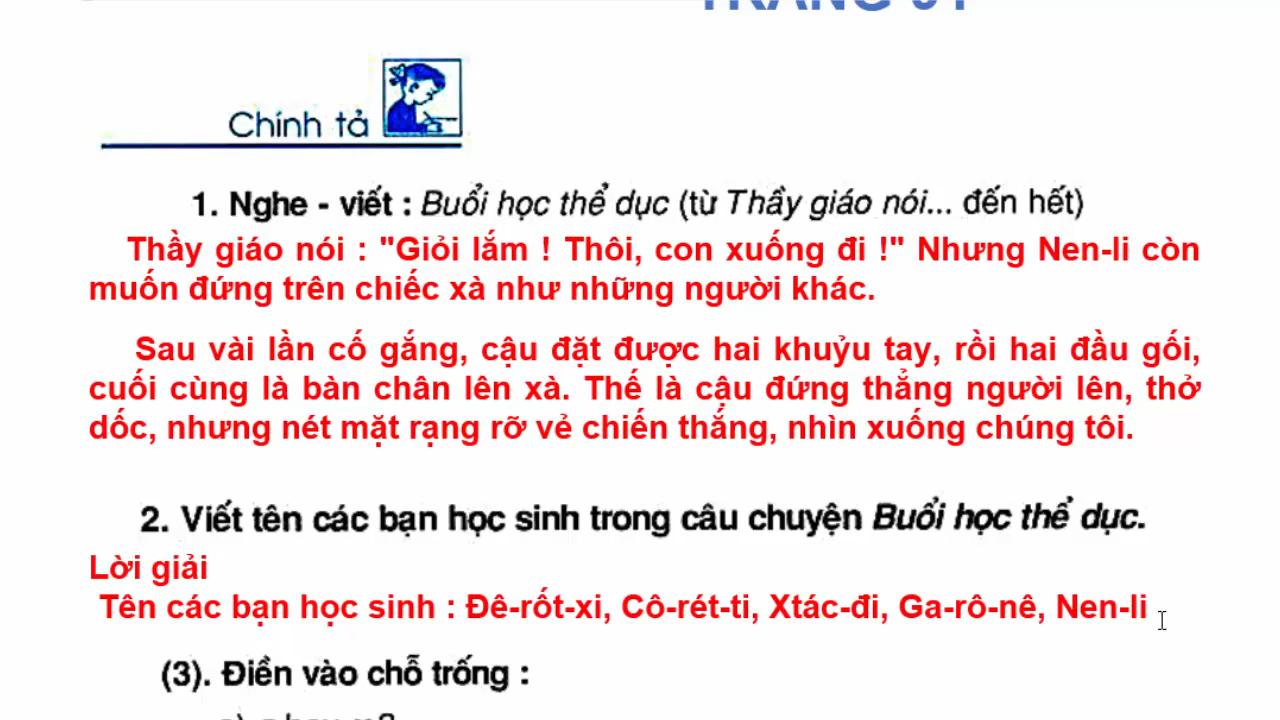 Chính tả
1. Nghe - viết : Buổi học thể dục (từ Thầy giáo nói... đến hết)
Thầy giáo nói : "Giỏi lắm ! Thôi, con xuống đi !" Nhưng Nen-li còn
muốn đứng trên chiếc xà như những người khác.
Sau vài lần cố gắng, cậu đặt được hai khuỷu tay, rồi hai đầu gối,
cuối cùng là bàn chân lên xà. Thế là cậu đứng thẳng người lên, thở
dốc, nhưng nét mặt rạng rỡ vẻ chiến thắng, nhìn xuống chúng tôi.
2. Viết tên các bạn học sinh trong câu chuyện Buổi học thể dục.
Lời giải
Tên các bạn học sinh : Đê-rốt-xi, Cô-rét-ti, Xtác-đi, Ga-rô-nê, Nen-li
(3). Điền vào chỗ trống :